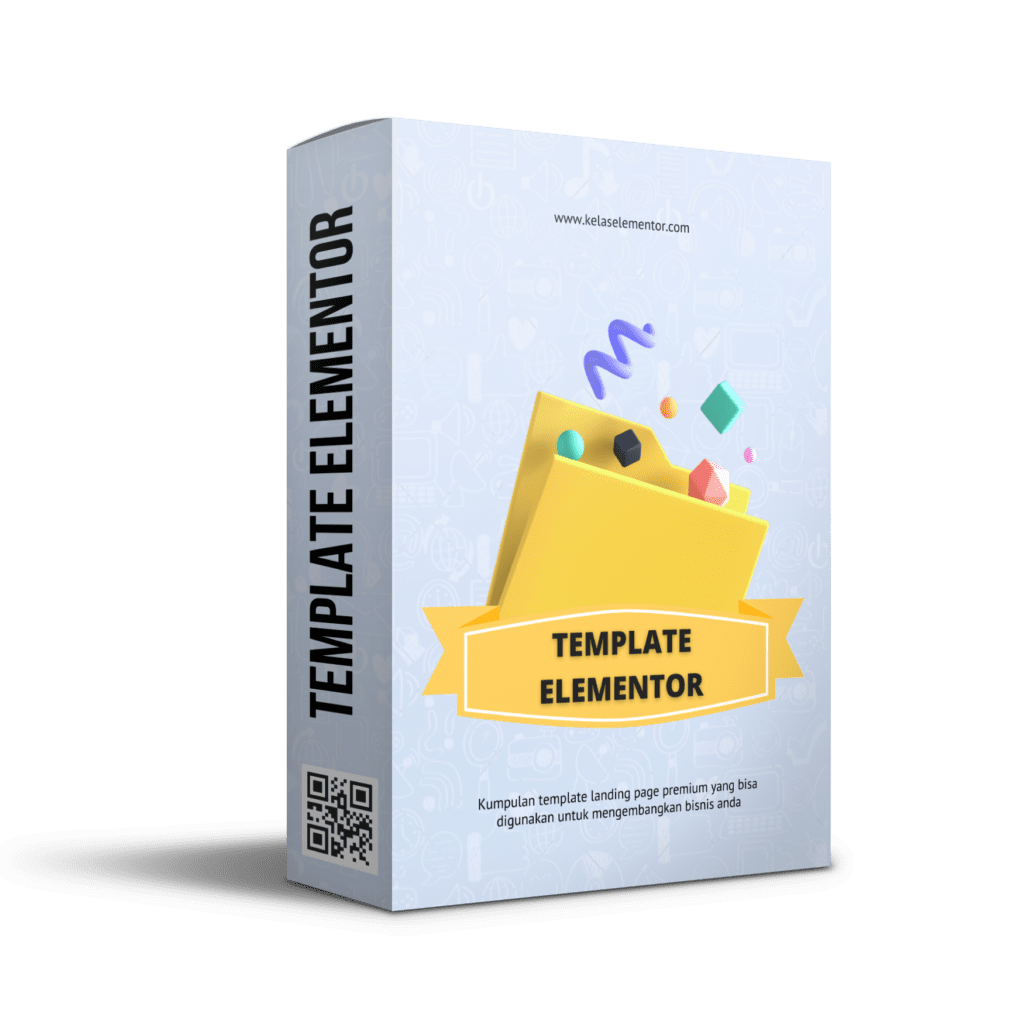 TEMPLATE ELEMENTOR
www.kelaselementor.com
TEMPLATE
ELEMENTOR
Kumpulan template landing page premium yang bisa
digunakan untuk mengembangkan bisnis anda